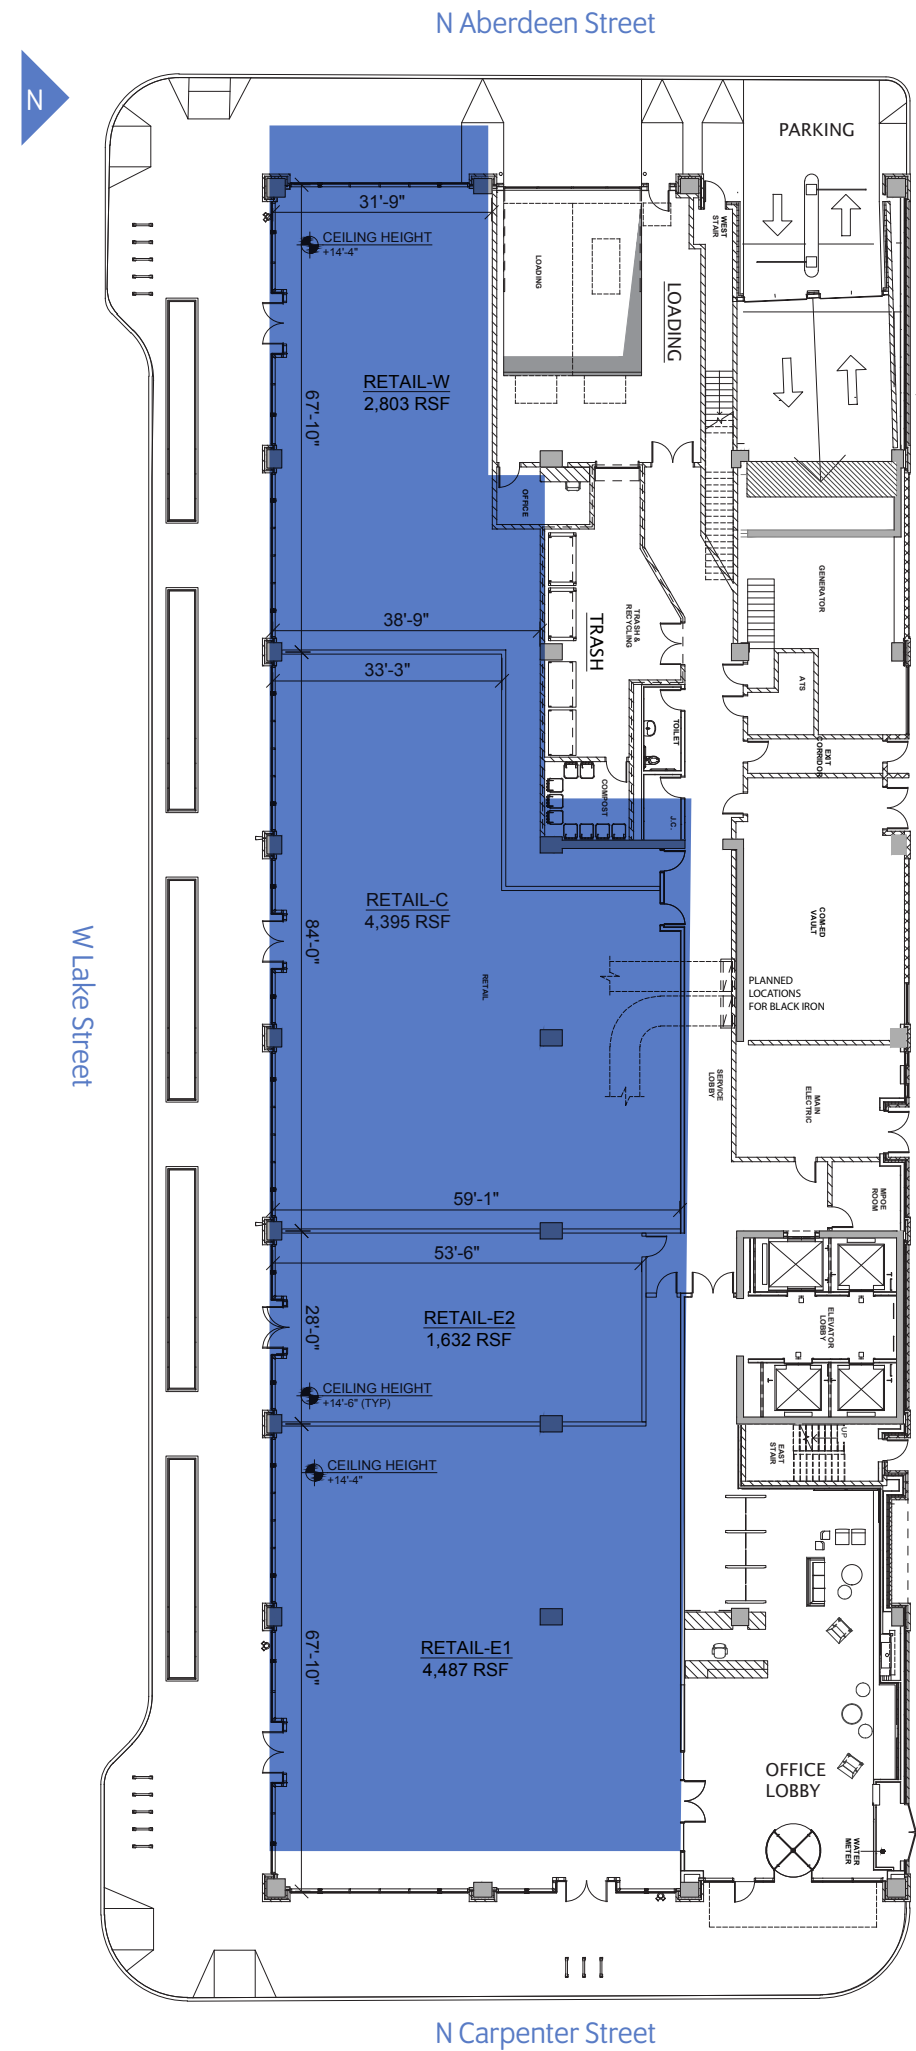 N Aberdeen Street
N
PARKING
31'-9"
CEILING HEIGHT
+14'-4"
WEST
STAIR
LOADING
LOADING
RETAIL-W
2,803 RSF
67'-10"
OFFICE
GENERATOR
TRASH &
RECYCLING
TRASH
38'-9"
33'-3"
ATS
TOILET
EXIT
CORRIDOR
COMPOST
J.C.
RETAIL-C
4,395 RSF
84'-0"
COM-ED
VAULT
W Lake Street
RETAIL
PLANNED
LOCATIONS
FOR BLACK IRON
SERVICE
LOBBY
MAIN
ELECTRIC
MPOE
ROOM
59'-1"
53'-6"
RETAIL-E2
1,632 RSF
28'-0"
ELEVATOR
LOBBY
CEILING HEIGHT
+14'-6" (TYP)
UP
EAST
STAIR
CEILING HEIGHT
+14'-4"
RETAIL-E1
4,487 RSF
67'-10"
OFFICE
LOBBY
WATER
METER
N Carpenter Street